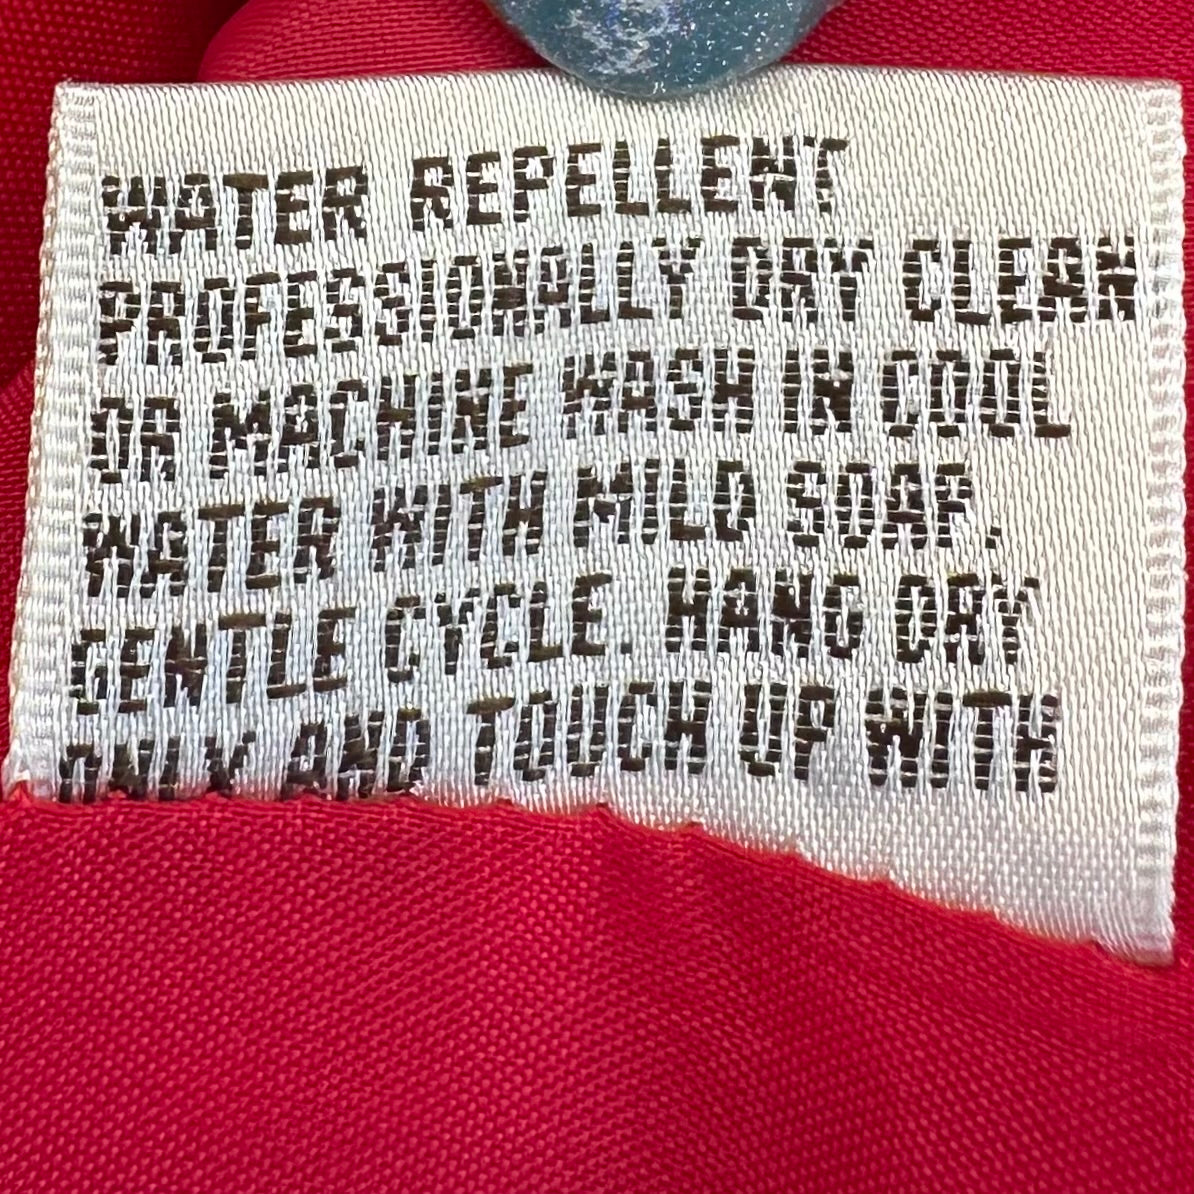 WATER REPELLENT
PROFESSIONALLY DRY CLEAN
OR MACHINE WASH IN COOL
WATER WITH MILD SOAP.
GENTLE CYCLE. HANG DRY
ONLY AND TOUCH UP WITH